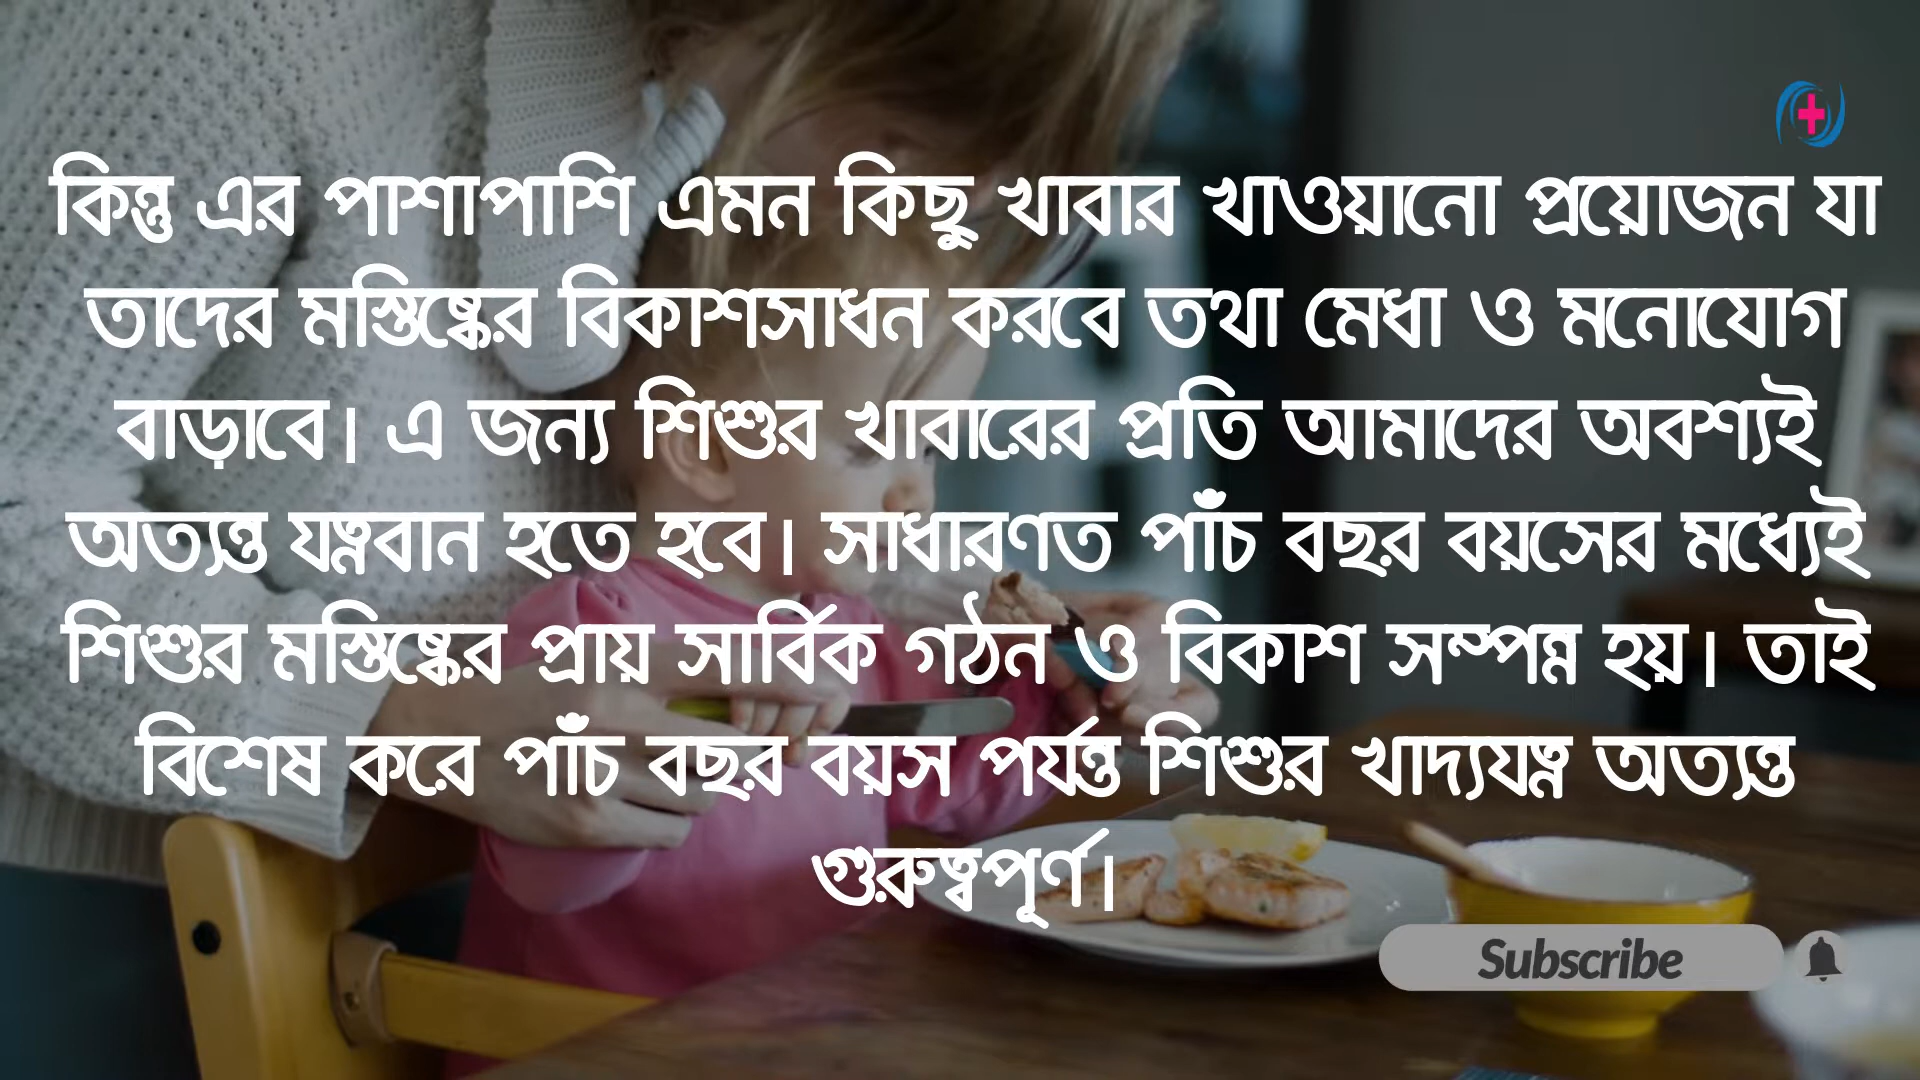 কিন্তু এর পাশাপাশি এমন কিছু খাবার খাওয়ানো প্রয়োজন যা
তাদের মস্তিষ্কের বিকাশসাধন করবে তথা মেধা ও মনোযোগ
বাড়াবে। এ জন্য শিশুর খাবারের প্রতি আমাদের অবশ্যই
অত্যন্ত যত্নবান হতে হবে। সাধারণত পাঁচ বছর বয়সের মধ্যেই
শিশুর মস্তিষ্কের প্রায় সার্বিক গঠন ও বিকাশ সম্পন্ন হয়। তাই
বিশেষ করে পাঁচ বছর বয়স পর্যন্ত শিশুর খাদ্যযত্ন অত্যন্ত
গুরুত্বপূর্ণ।
Subscribe